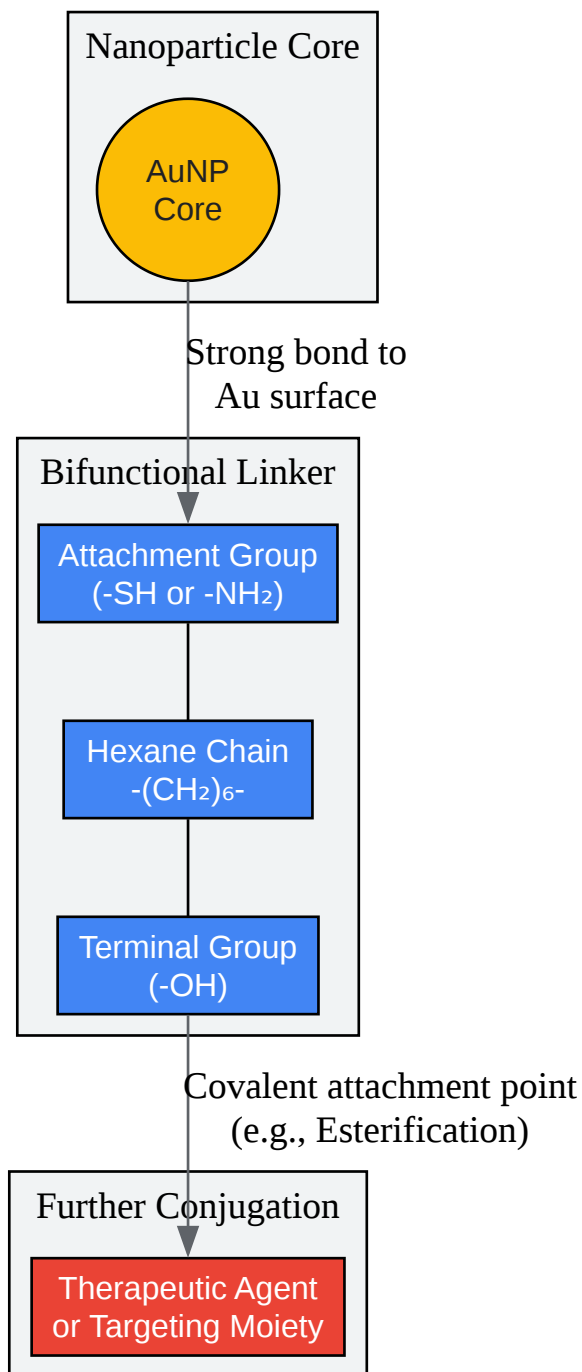 Nanoparticle Core
AuNP
Core
Strong bond to
Au surface
Bifunctional Linker
Attachment Group
(-SH or -NH₂)
Hexane Chain
-(CH₂)₆-
Terminal Group
(-OH)
Covalent attachment point
(e.g., Esterification)
Further Conjugation
Therapeutic Agent
or Targeting Moiety